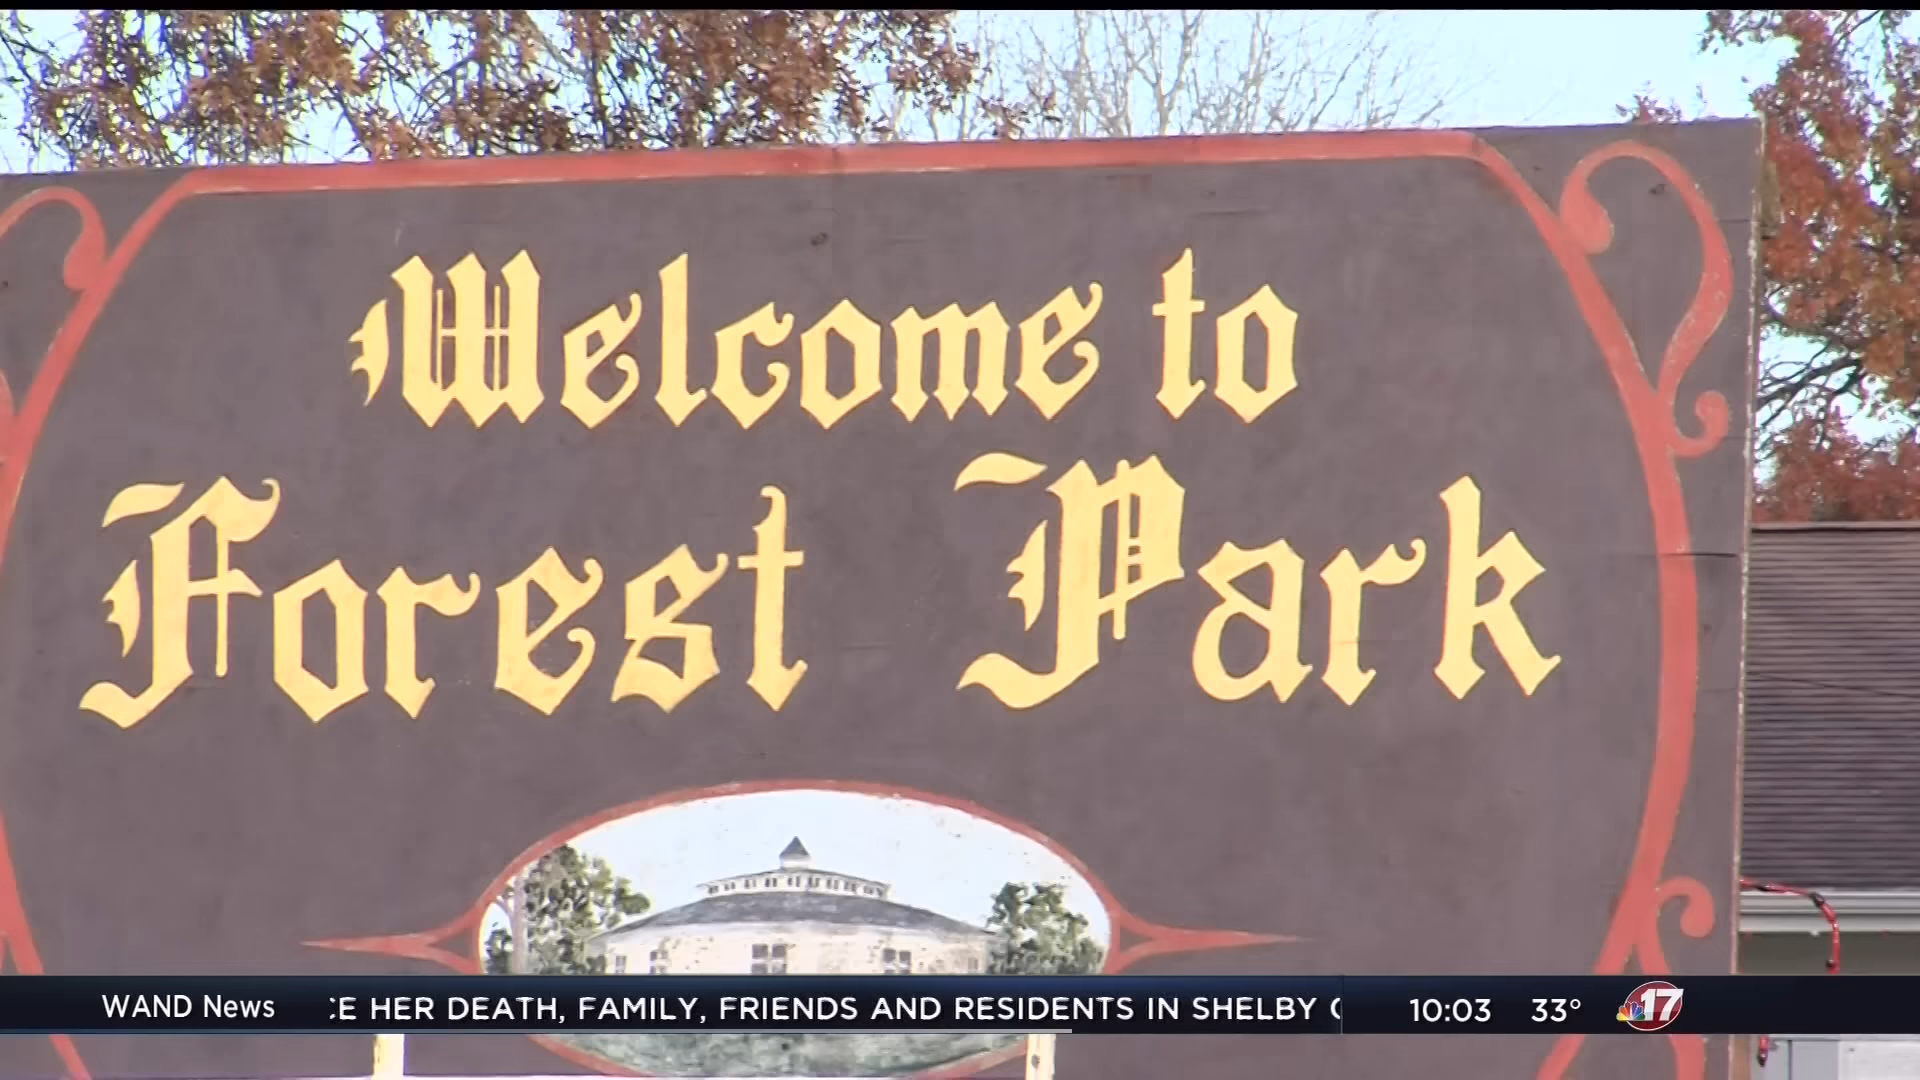 Welcome to
Forest Park
WAND News
HER DEATH, FAMILY, FRIENDS AND RESIDENTS IN SHELBY
10:03 33° 17